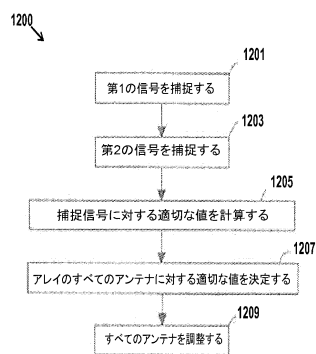 1200
1201
第1の信号を捕捉する
1203
第2の信号を捕捉する
1205
捕捉信号に対する適切な値を計算する
1207
アレイのすべてのアンテナに対する適切な値を決定する
1209
すべてのアンテナを調整する